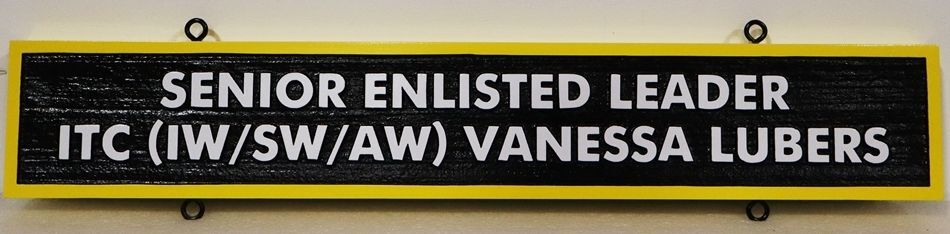 SENIOR ENLISTED LEADER
ITC (IW/SW/AW) VANESSA LUBERS